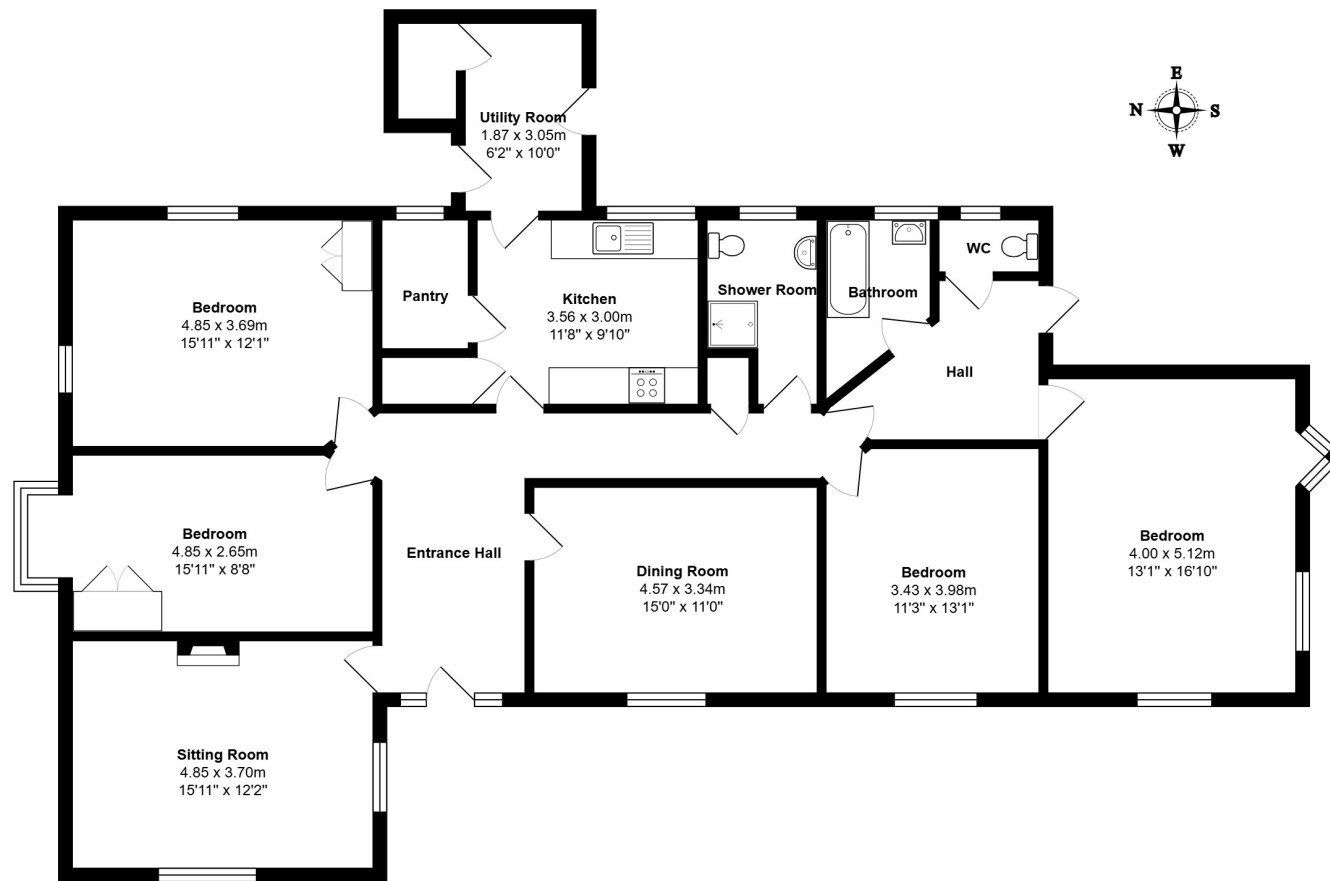 E
N
S
W
Utility Room
1.87 x 3.05m
6'2" x 10'0"
WC
Bedroom
4.85 x 3.69m
15'11" x 12'1"
Pantry
Kitchen
3.56 x 3.00m
11'8" x 9'10"
Shower Room
Bathroom
Hall
Bedroom
4.85 x 2.65m
15'11" x 8'8"
Entrance Hall
Dining Room
4.57 x 3.34m
15'0" x 11'0"
Bedroom
3.43 x 3.98m
11'3" x 13'1"
Bedroom
4.00 x 5.12m
13'1" x 16'10"
Sitting Room
4.85 x 3.70m
15'11" x 12'2"